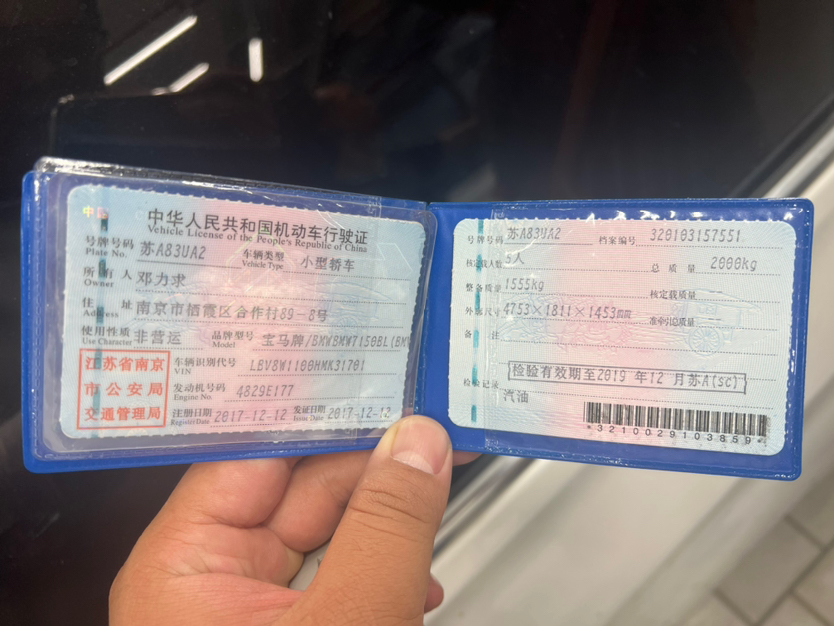 中华人民共和国机动车行驶证
Vehicle License of the People's Republic of China
号牌号码 苏A83UA2 车辆类型 小型轿车
Plate No. Vehicle Type
所有人 邓力求
Owner
住址 南京市栖霞区合作村89-8号
Address
使用性质 非营运 品牌型号 宝马牌/BMWBMW7150BL(BMW
Use Character Model
江苏省南京
市公安局
交通管理局
车辆识别代号 LBV8W1100HMK31701
VIN
发动机号码 4829E177
Engine No.
注册日期 2017-12-12 发证日期 2017-12-12
Register Date Issue Date
号牌号码 苏A83UA2 档案编号 320103157551
核定载人数 5人 总质量 2000kg
整备质量 1555kg 核定载质量
外廓尺寸 4753×1811×1453 准牵引总质量
备注
检验有效期至2019 年12 月苏A(sc)
检验记录
汽油
*3210029103859*